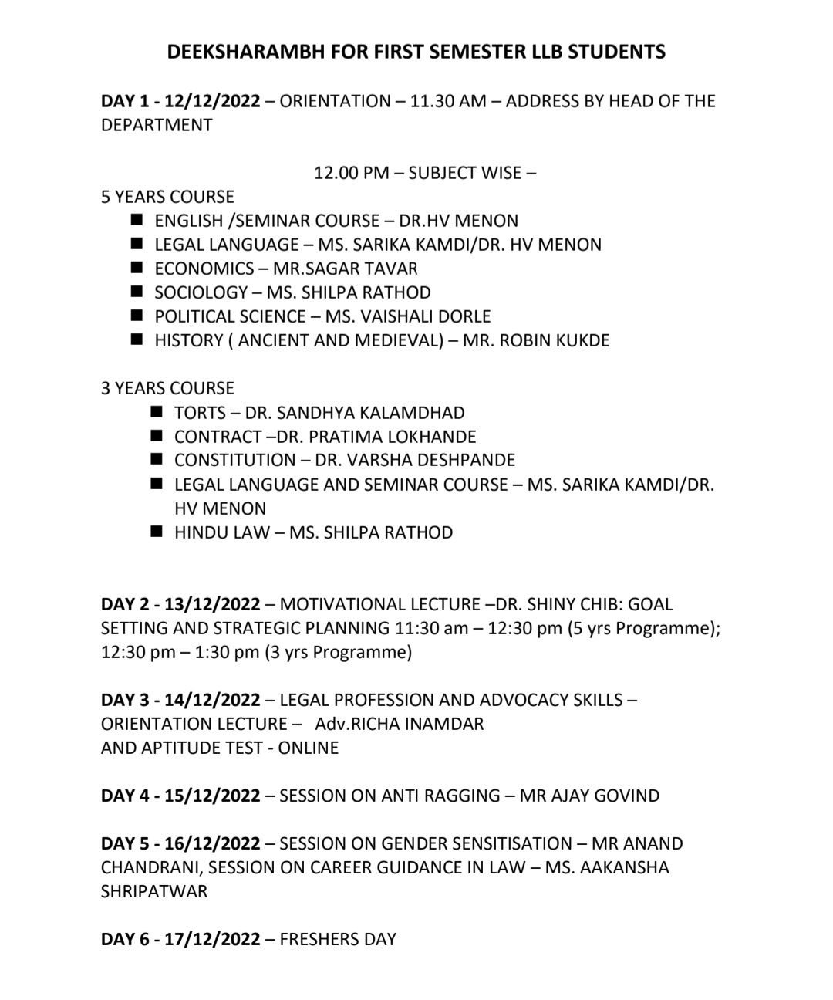 DEEKSHARAMBH FOR FIRST SEMESTER LLB STUDENTS
DAY 1 - 12/12/2022 – ORIENTATION – 11.30 AM – ADDRESS BY HEAD OF THE
DEPARTMENT
12.00 PM – SUBJECT WISE –
5 YEARS COURSE
■ ENGLISH /SEMINAR COURSE – DR.HV MENON
■ LEGAL LANGUAGE – MS. SARIKA KAMDI/DR. HV MENON
■ ECONOMICS – MR.SAGAR TAVAR
■ SOCIOLOGY – MS. SHILPA RATHOD
■ POLITICAL SCIENCE – MS. VAISHALI DORLE
■ HISTORY ( ANCIENT AND MEDIEVAL) – MR. ROBIN KUKDE
3 YEARS COURSE
■ TORTS – DR. SANDHYA KALAMDHAD
■ CONTRACT –DR. PRATIMA LOKHANDE
■ CONSTITUTION – DR. VARSHA DESHPANDE
■ LEGAL LANGUAGE AND SEMINAR COURSE – MS. SARIKA KAMDI/DR.
HV MENON
■ HINDU LAW – MS. SHILPA RATHOD
DAY 2 - 13/12/2022 – MOTIVATIONAL LECTURE –DR. SHINY CHIB: GOAL
SETTING AND STRATEGIC PLANNING 11:30 am – 12:30 pm (5 yrs Programme);
12:30 pm – 1:30 pm (3 yrs Programme)
DAY 3 - 14/12/2022 – LEGAL PROFESSION AND ADVOCACY SKILLS –
ORIENTATION LECTURE – Adv.RICHA INAMDAR
AND APTITUDE TEST - ONLINE
DAY 4 - 15/12/2022 – SESSION ON ANTI RAGGING – MR AJAY GOVIND
DAY 5 - 16/12/2022 – SESSION ON GENDER SENSITISATION – MR ANAND
CHANDRANI, SESSION ON CAREER GUIDANCE IN LAW – MS. AAKANSHA
SHRIPATWAR
DAY 6 - 17/12/2022 – FRESHERS DAY